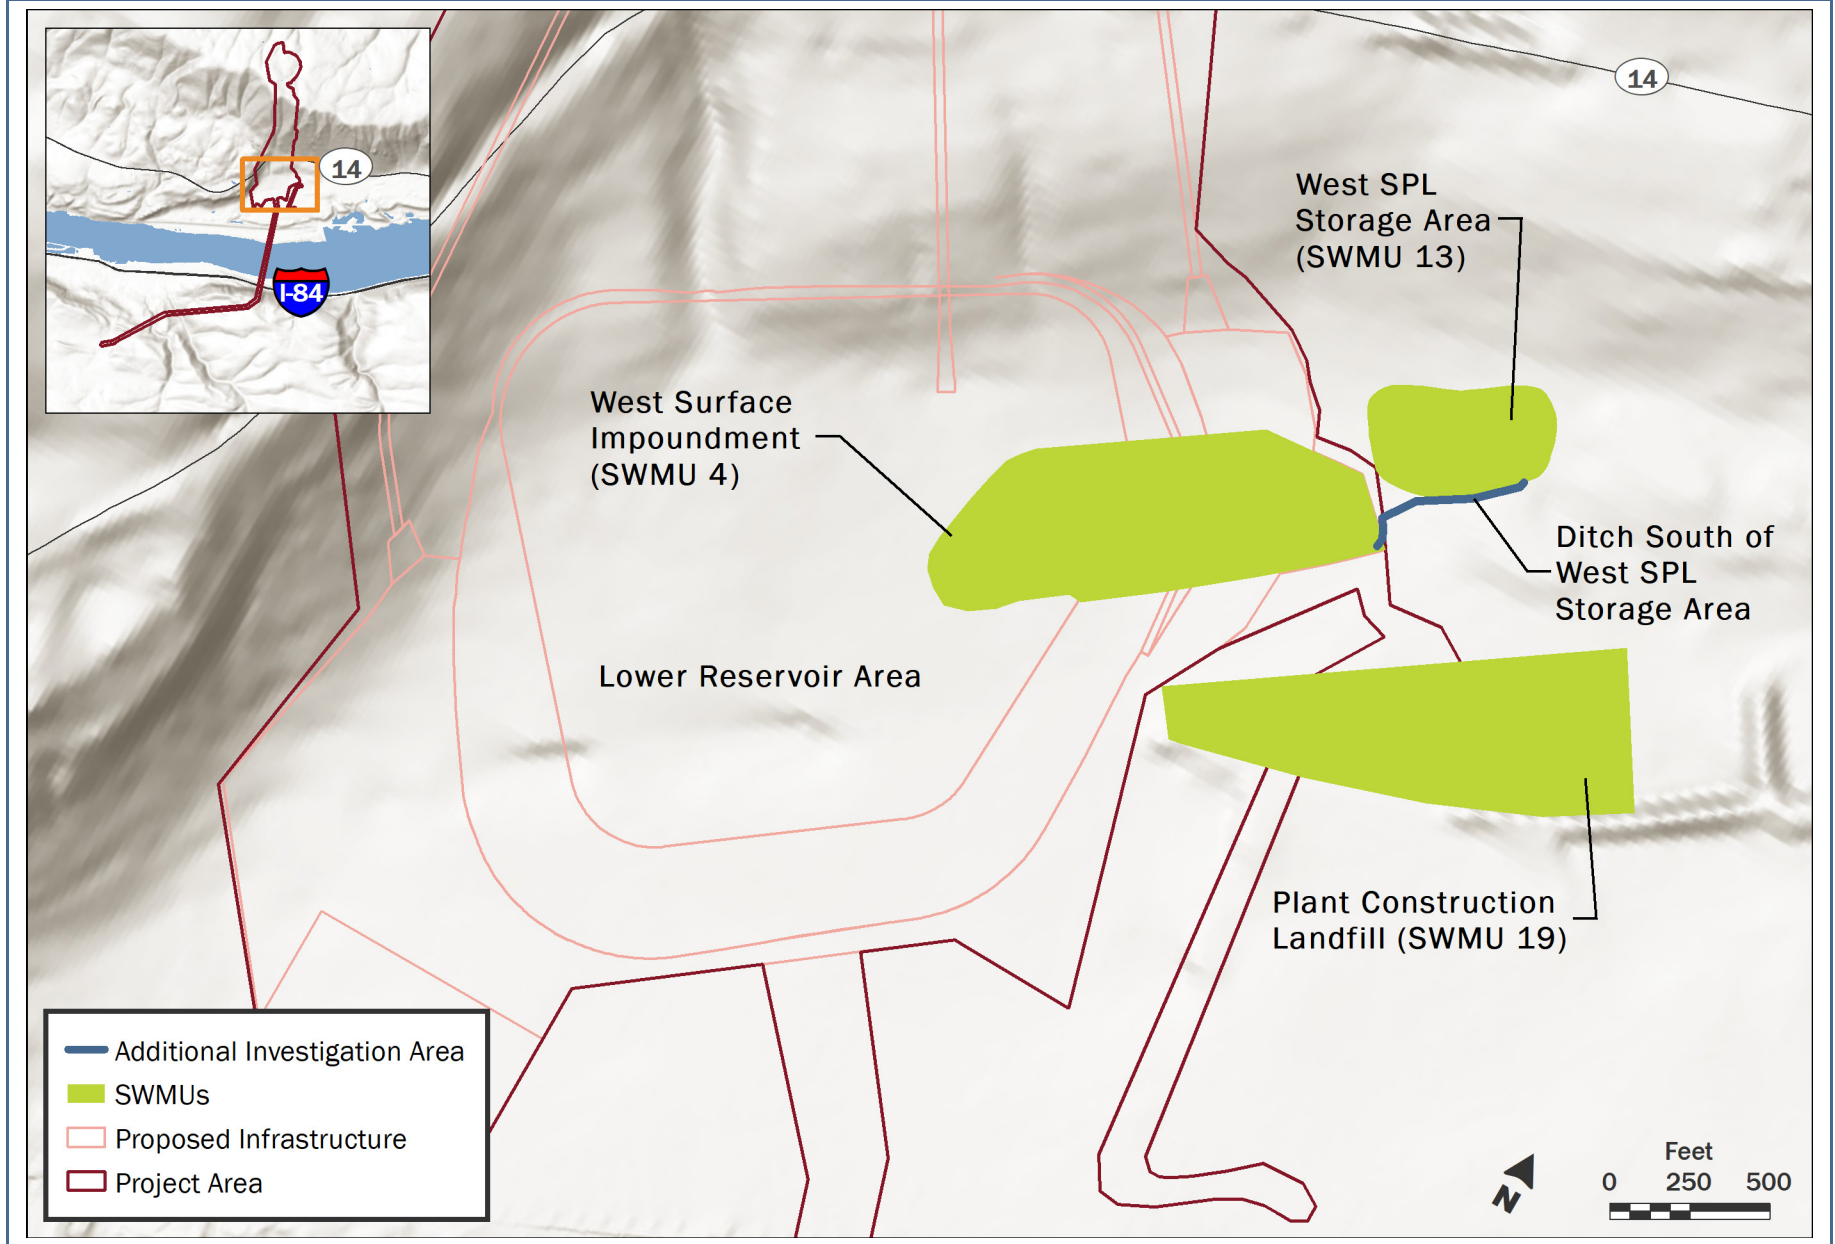 14
I-84
14
West SPL
Storage Area
(SWMU 13)
West Surface
Impoundment
(SWMU 4)
Ditch South of
West SPL
Storage Area
Lower Reservoir Area
Plant Construction
Landfill (SWMU 19)
Additional Investigation Area
SWMUs
Proposed Infrastructure
Project Area
N
Feet
0 250 500